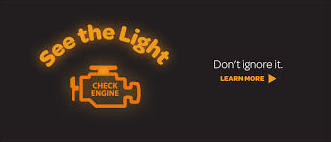 See the Light
CHECK
ENGINE
Don't ignore it.
LEARN MORE